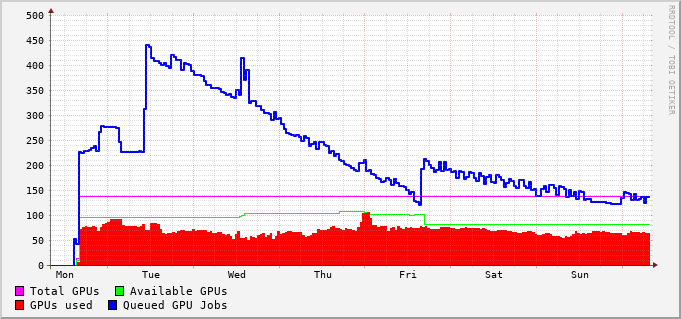 500
450
400
350
300
250
200
150
100
50
0
Mon Tue Wed Thu Fri Sat Sun
Total GPUs Available GPUs
GPUs used Queued GPU Jobs
RRDTOOL / TOBI OETIKER